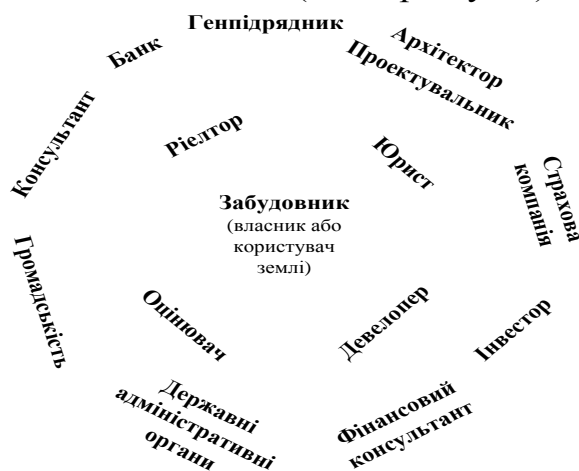 Генпідрядник
Банк
Архітектор
Проектувальник
Консультант
Ріелтор
Юрист
Страхова
компанія
Забудовник
(власник або
користувач
землі)
Громадськість
Оцінювач
Девелопер
Інвестор
Державні
адміністративні
органи
Фінансовий
консультант